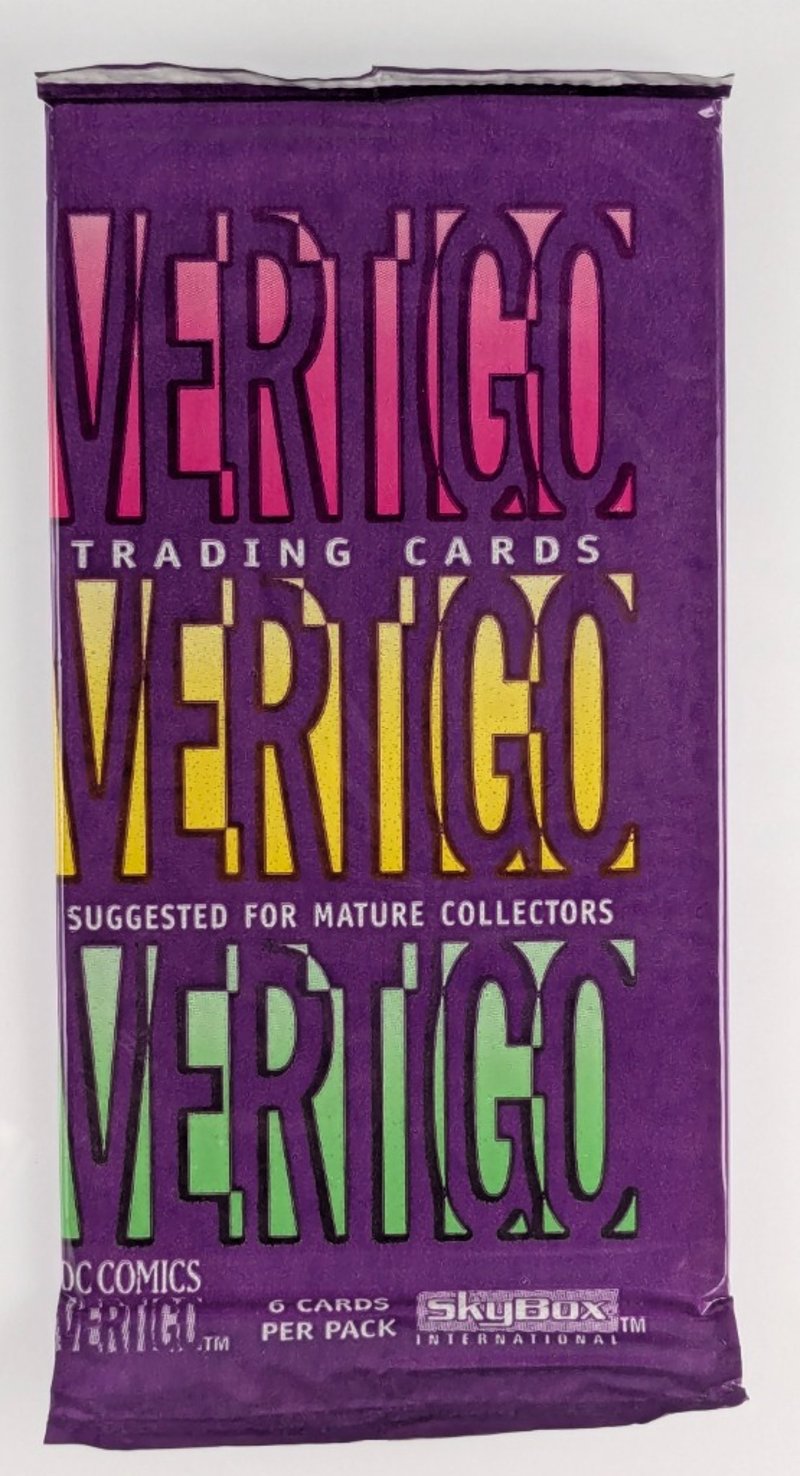 VERTIGO
TRADING CARDS
VERTIGO
SUGGESTED FOR MATURE COLLECTORS
VERTIGO
DC COMICS
VERTIGO™
6 CARDS
PER PACK
SKYBOX™
INTERNATIONAL